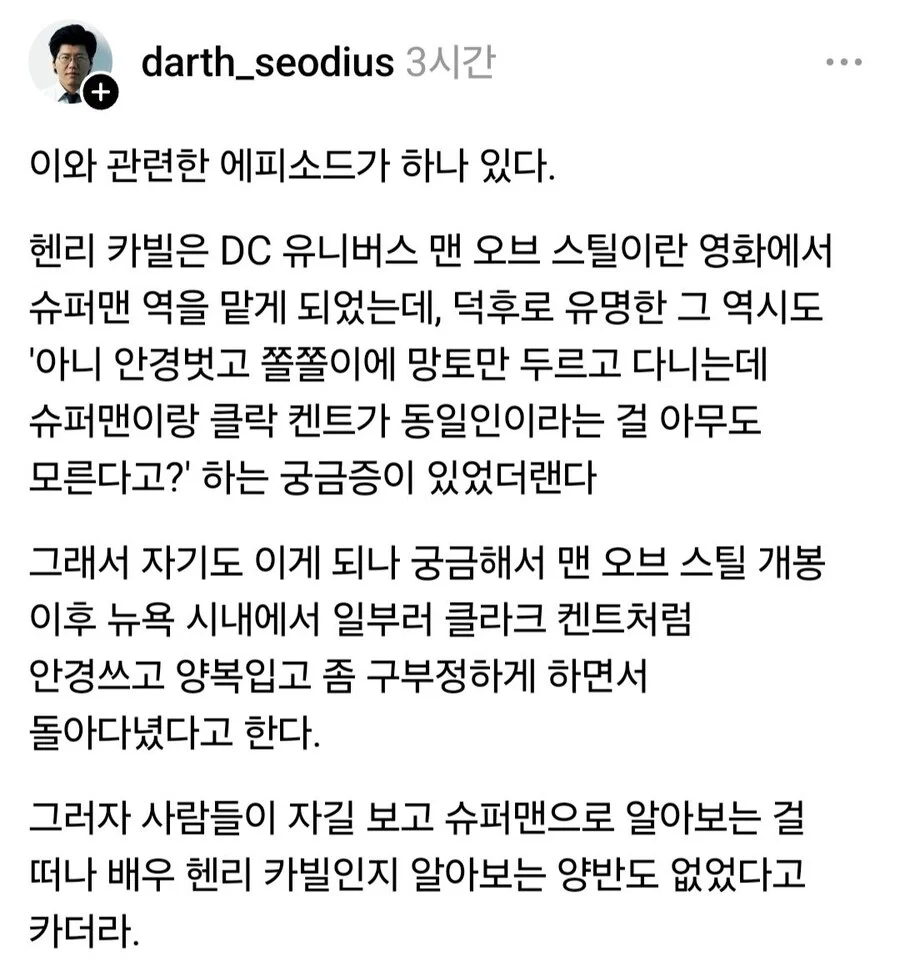 darth_seodius 3시간
이와 관련한 에피소드가 하나 있다.
헨리 카빌은 DC 유니버스 맨 오브 스틸이란 영화에서
슈퍼맨 역을 맡게 되었는데, 덕후로 유명한 그 역시도
'아니 안경벗고 쫄쫄이에 망토만 두르고 다니는데
슈퍼맨이랑 클락 켄트가 동일인이라는 걸 아무도
모른다고?' 하는 궁금증이 있었더랜다
그래서 자기도 이게 되나 궁금해서 맨 오브 스틸 개봉
이후 뉴욕 시내에서 일부러 클라크 켄트처럼
안경쓰고 양복입고 좀 구부정하게 하면서
돌아다녔다고 한다.
그러자 사람들이 자길 보고 슈퍼맨으로 알아보는 걸
떠나 배우 헨리 카빌인지 알아보는 양반도 없었다고
카더라.